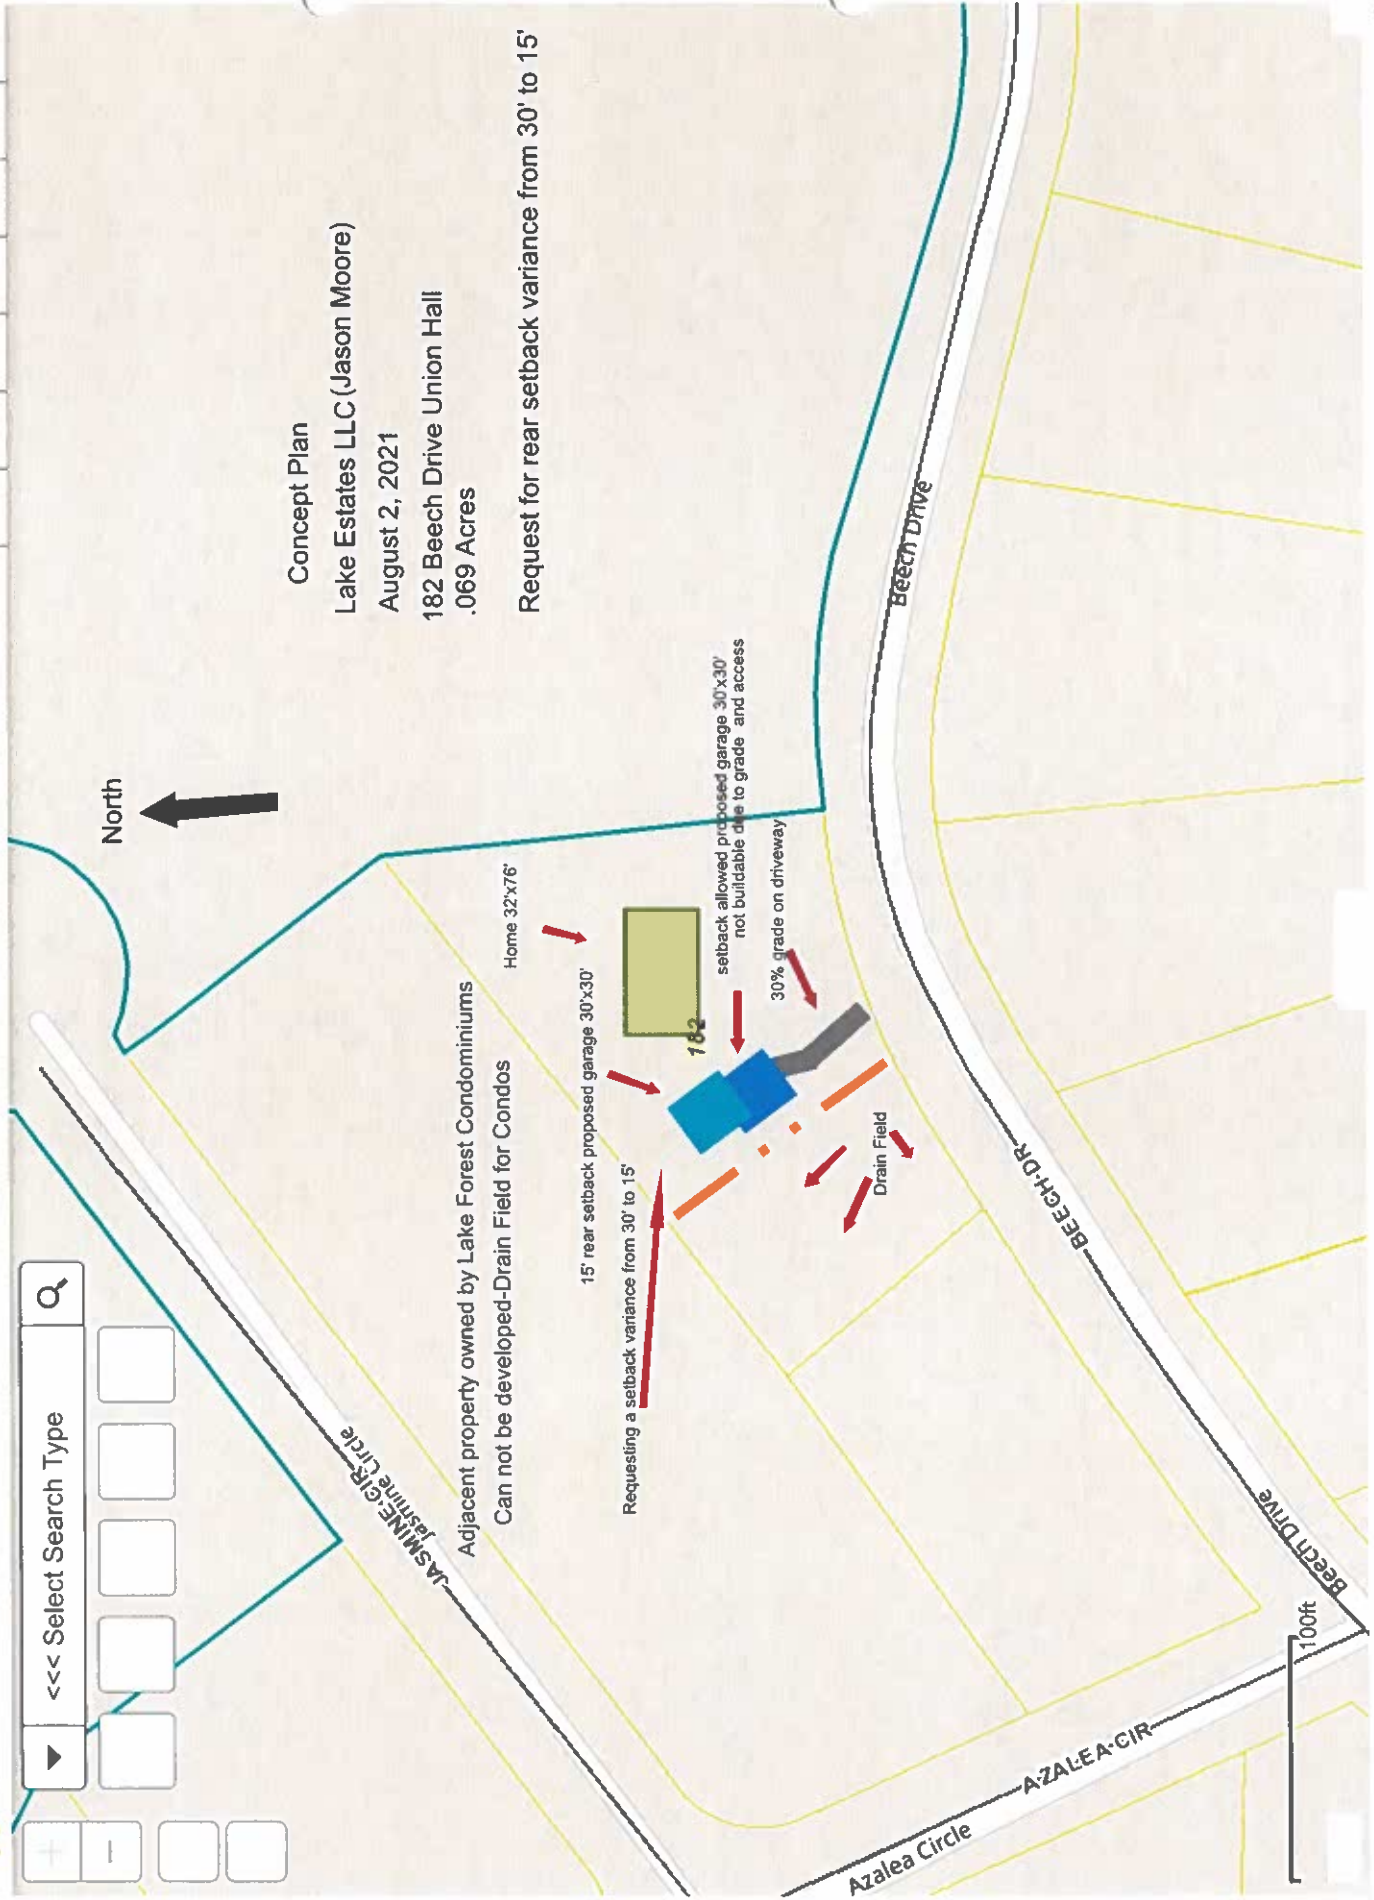 <<< Select Search Type
North
Concept Plan
Lake Estates LLC (Jason Moore)
August 2, 2021
182 Beech Drive Union Hall
.069 Acres
Request for rear setback variance from 30' to 15'
JASMINE-CIR
Jasmine Circle
Adjacent property owned by Lake Forest Condominiums
Can not be developed-Drain Field for Condos
Home 32'x76'
15' rear setback proposed garage 30'x30'
Requesting a setback variance from 30' to 15'
182
setback allowed proposed garage 30'x30'
not buildable due to grade and access
30% grade on driveway
Drain Field
Beech Drive
BEECH-DR
Beech Drive
AZALEA-CIR
Azalea Circle
100ft